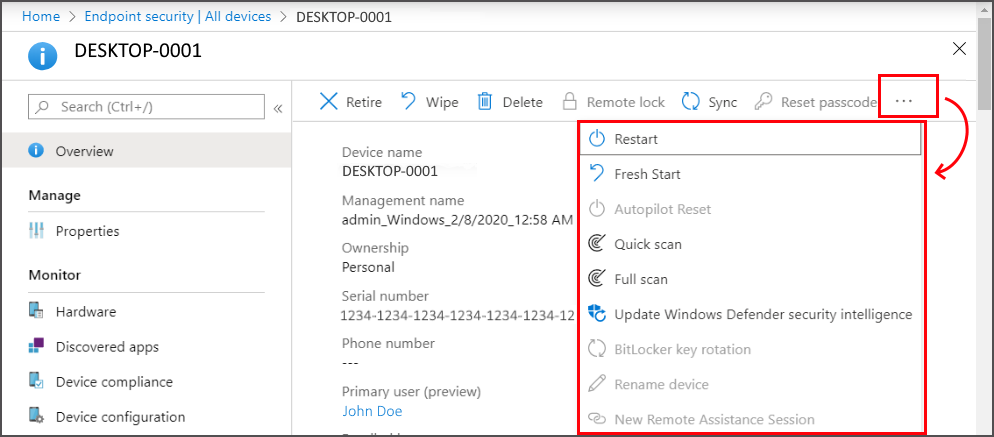 Home > Endpoint security | All devices > DESKTOP-0001
DESKTOP-0001
Search (Ctrl+/)
Overview
Manage
Properties
Monitor
Hardware
Discovered apps
Device compliance
Device configuration
Retire Wipe Delete Remote lock Sync Reset passcode ...
Device name
DESKTOP-0001
Management name
admin_Windows_2/8/2020_12:58 AM
Ownership
Personal
Serial number
1234-1234-1234-1234-1234-1234-12
Phone number
---
Primary user (preview)
John Doe
Restart
Fresh Start
Autopilot Reset
Quick scan
Full scan
Update Windows Defender security intelligence
BitLocker key rotation
Rename device
New Remote Assistance Session